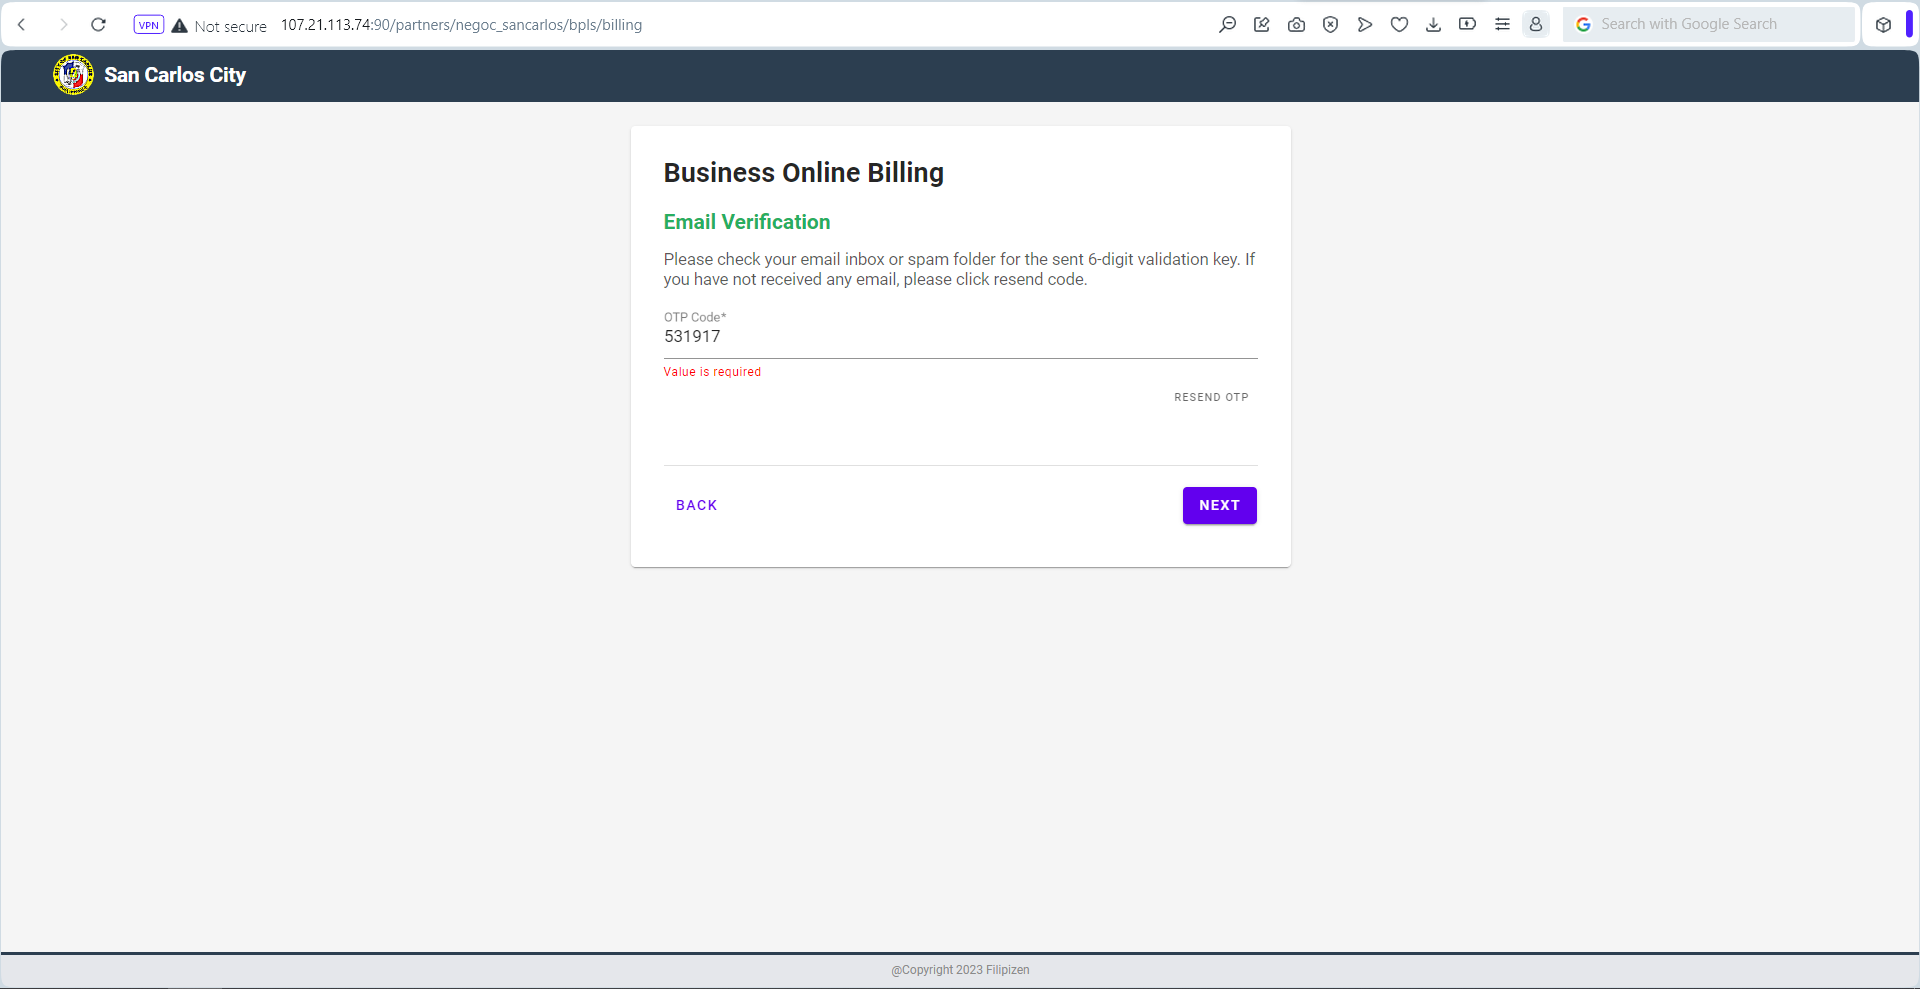 VPN Not secure 107.21.113.74:90/partners/negoc_sancarlos/bpls/billing Search with Google Search
San Carlos City
Business Online Billing
Email Verification
Please check your email inbox or spam folder for the sent 6-digit validation key. If
you have not received any email, please click resend code.
OTP Code*
531917
Value is required
RESEND OTP
BACK NEXT
@Copyright 2023 Filipizen